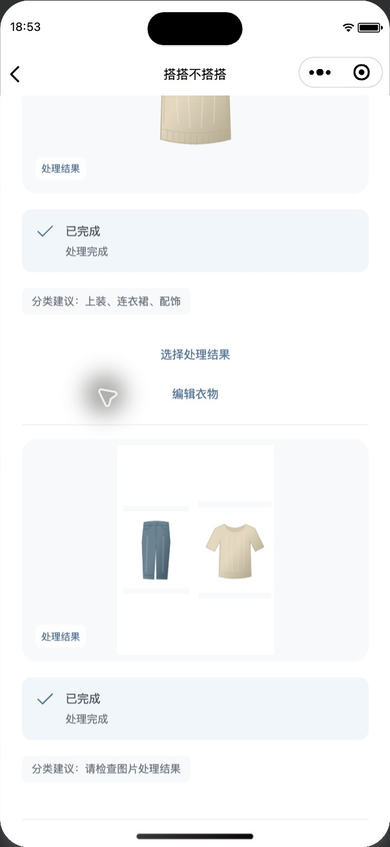 18:53
搭搭不搭搭
处理结果
已完成
处理完成
分类建议：上装、连衣裙、配饰
选择处理结果
编辑衣物
处理结果
已完成
处理完成
分类建议：请检查图片处理结果